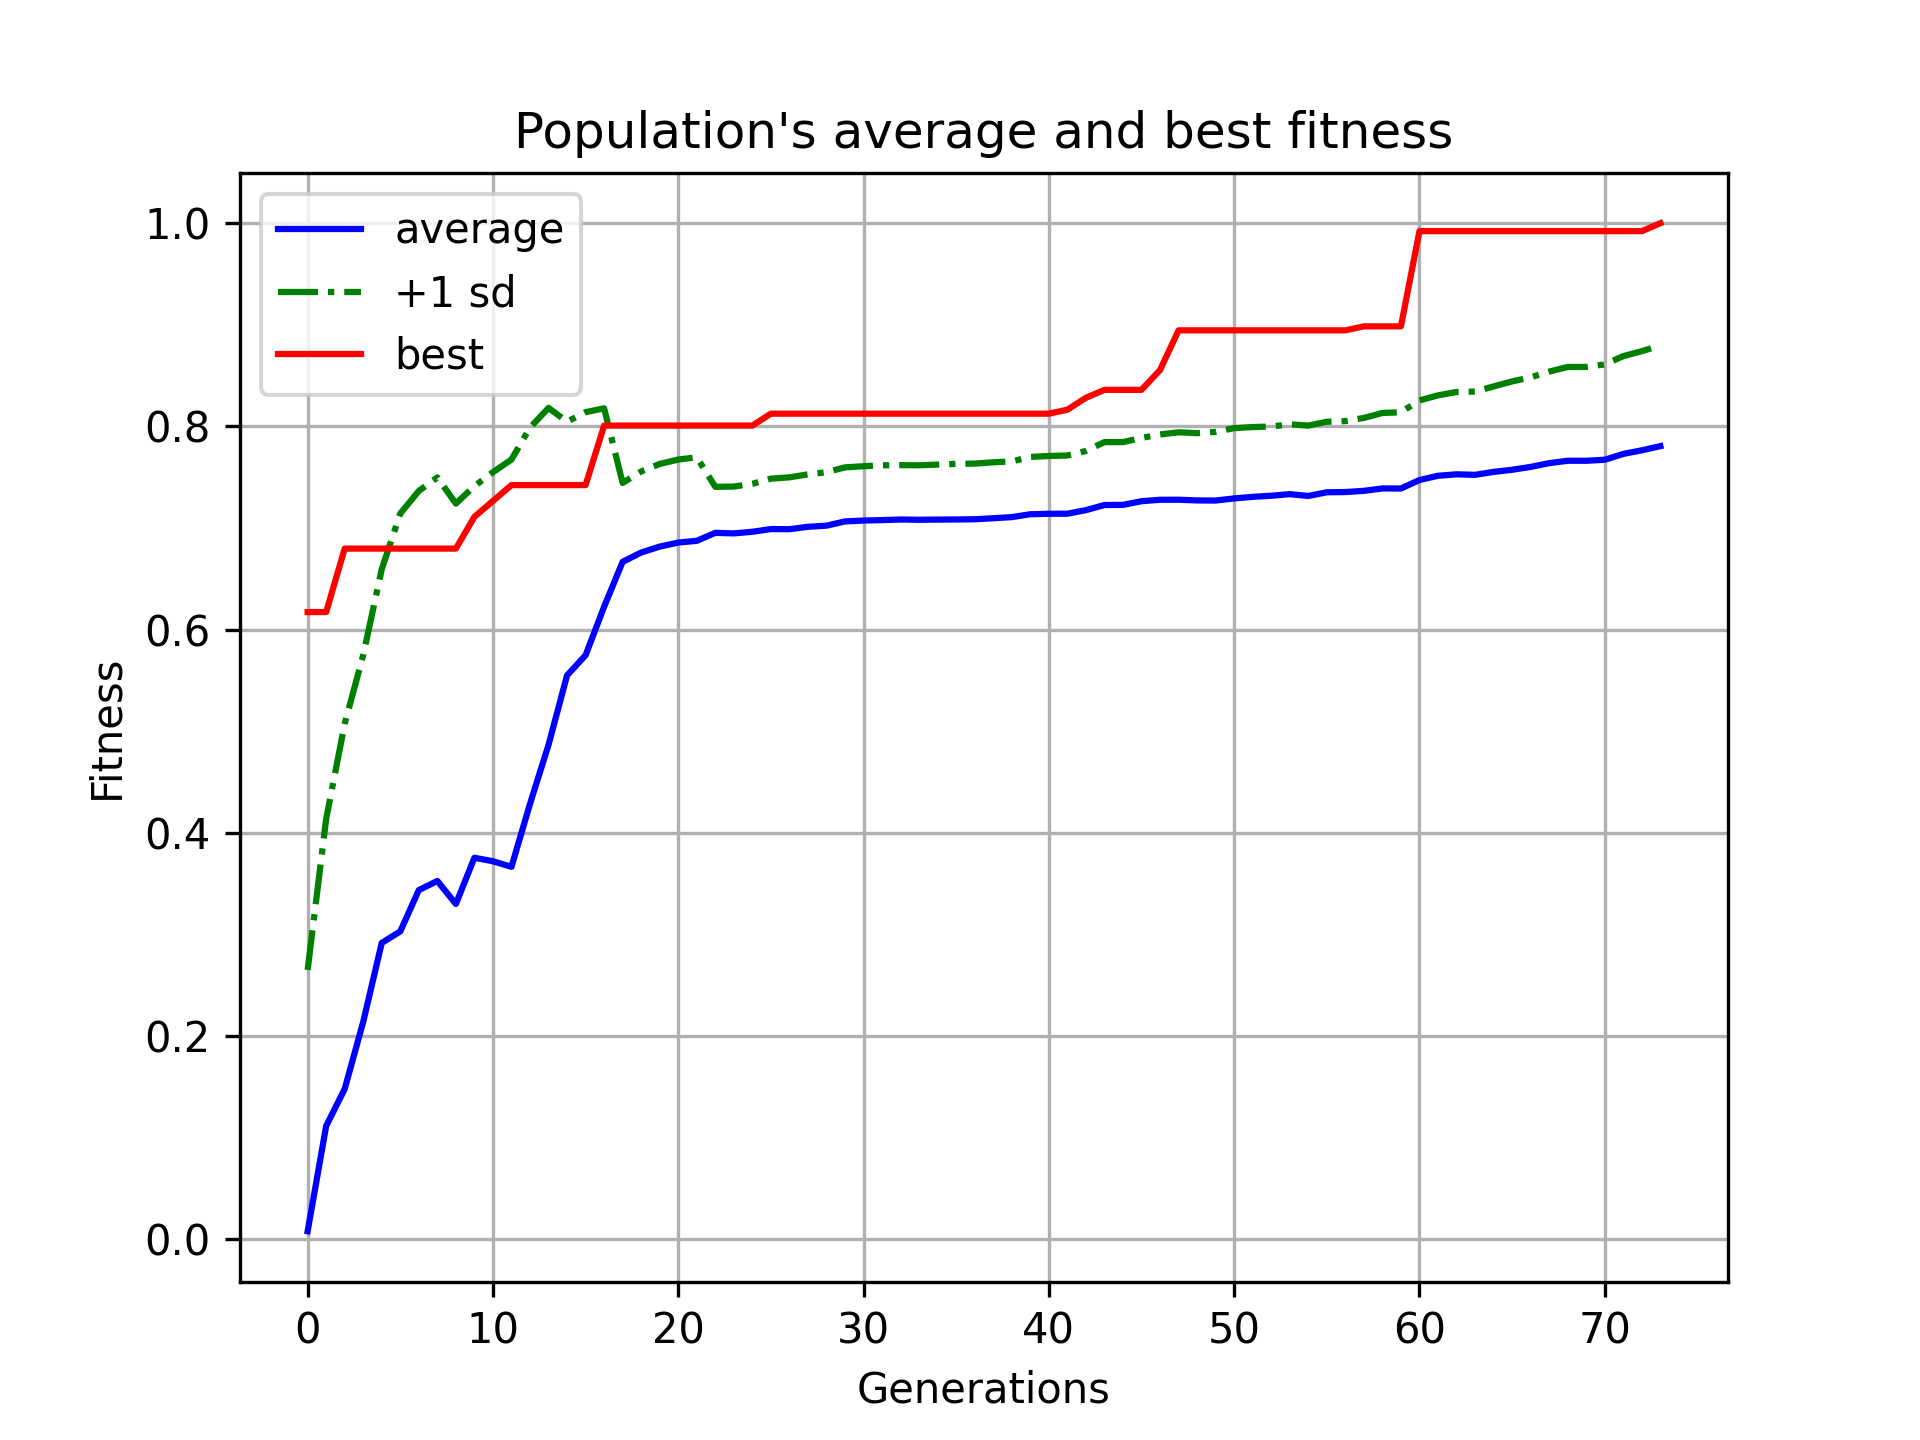 Population's average and best fitness
average
+1 sd
best
1.0
0.8
0.6
0.4
0.2
0.0
Fitness
0 10 20 30 40 50 60 70
Generations